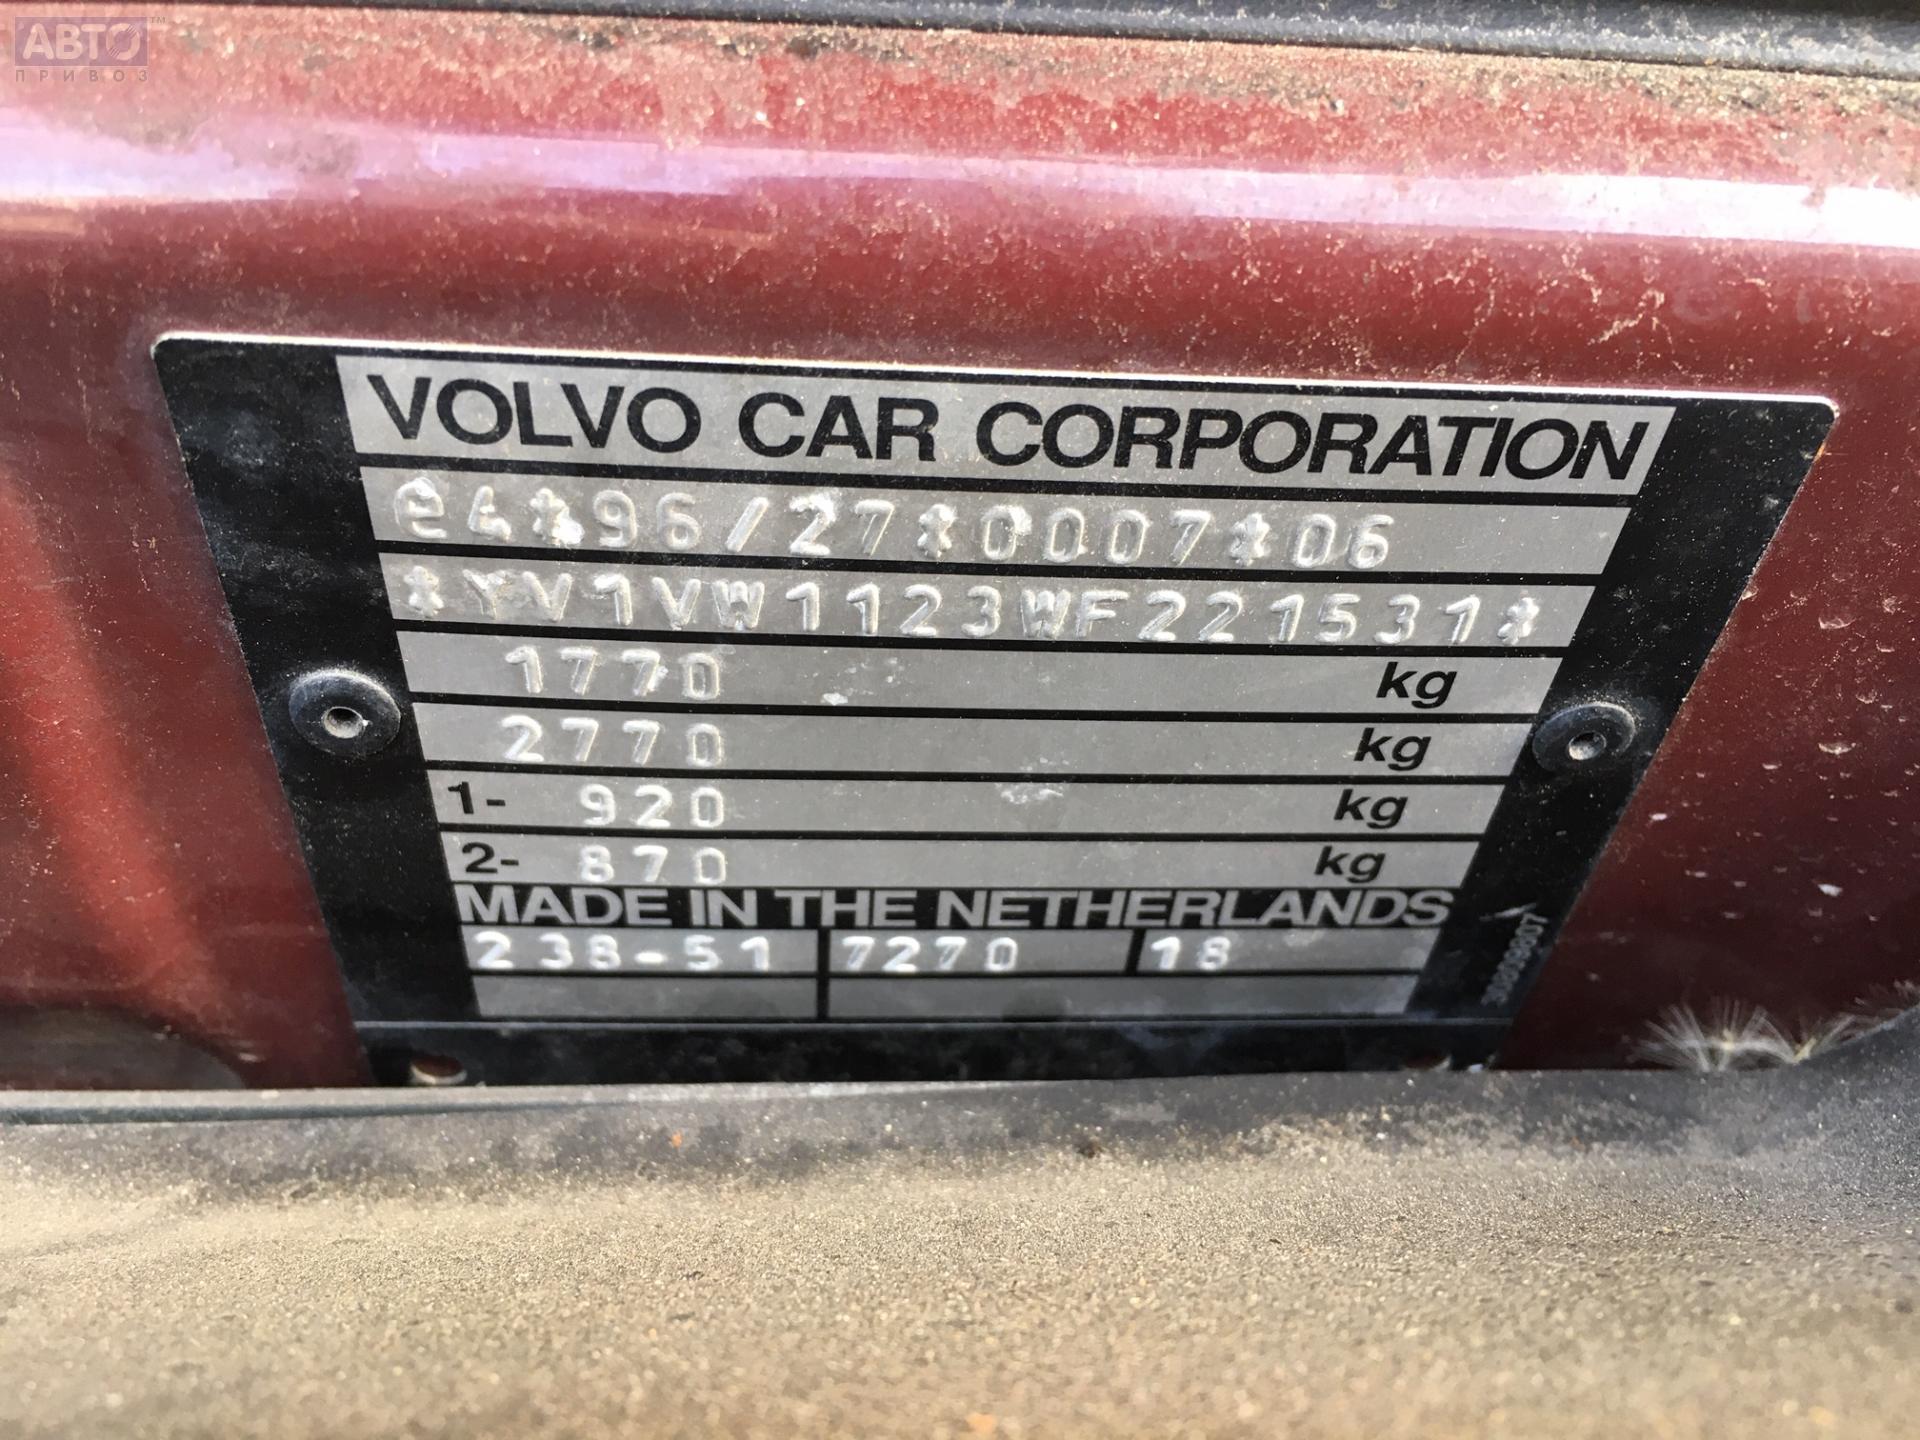 АВТО™
ПРИВОЗ
VOLVO CAR CORPORATION
e4*96/27*0007*06
*YV1VW1123WF221531*
1770 kg
2770 kg
1- 920 kg
2- 870 kg
MADE IN THE NETHERLANDS
238-51 7270 18